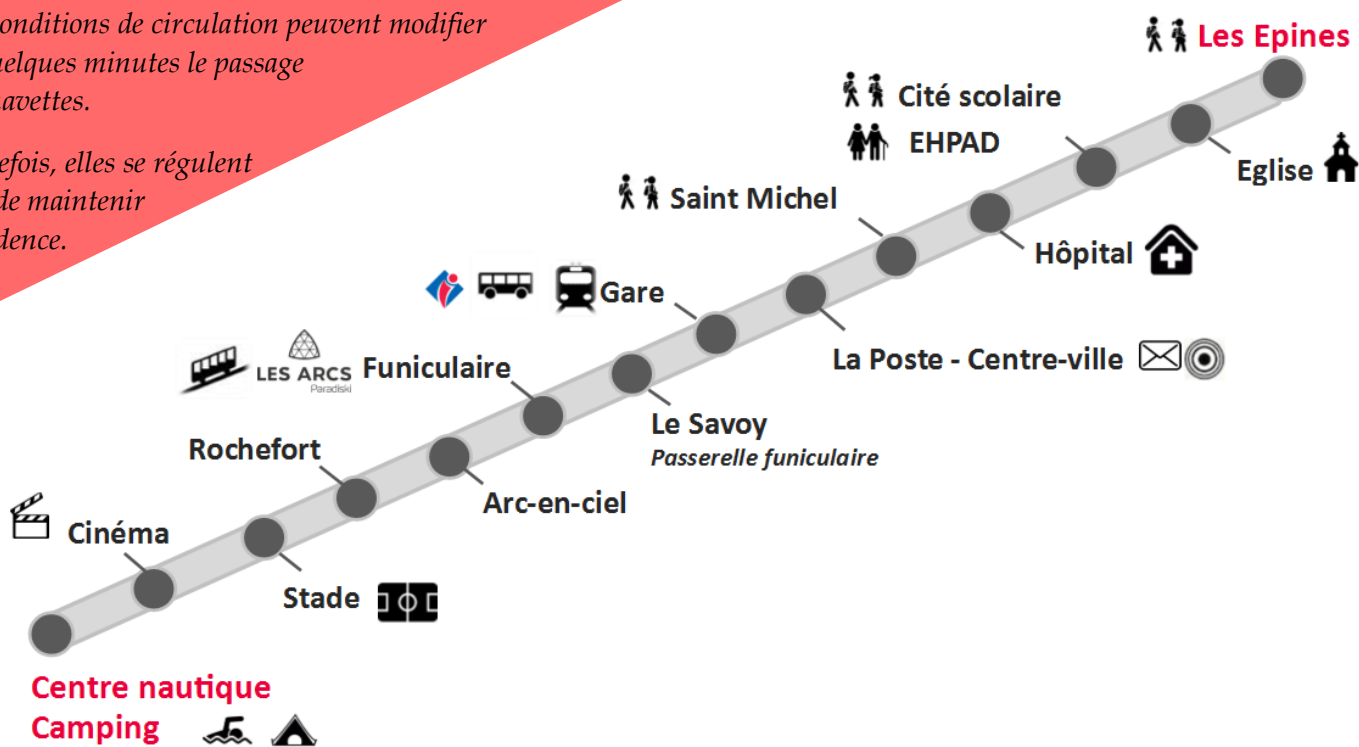 onditions de circulation peuvent modifier
uelques minutes le passage
avettes.
efois, elles se régulent
de maintenir
dence.
Les Epines
Cité scolaire
EHPAD
Eglise
Saint Michel
Hôpital
Gare
La Poste - Centre-ville
LES ARCS
Paradiski
Funiculaire
Le Savoy
Passerelle funiculaire
Rochefort
Arc-en-ciel
Cinéma
Stade
Centre nautique
Camping